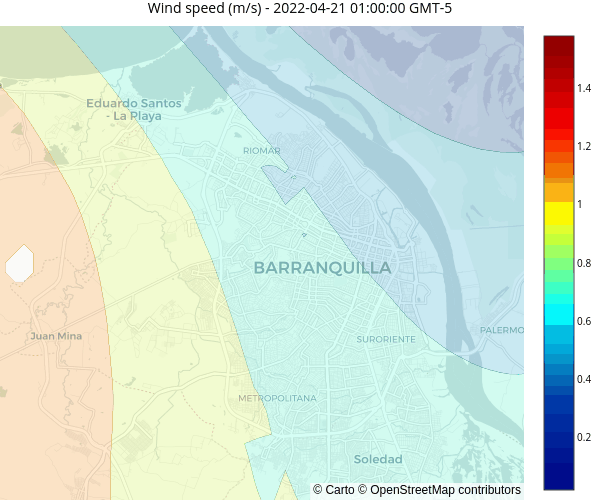 Wind speed (m/s) - 2022-04-21 01:00:00 GMT-5
Eduardo Santos
- La Playa
RIOMAR
BARRANQUILLA
Juan Mina
SURORIENTE
PALERMO
METROPOLITANA
Soledad
© Carto © OpenStreetMap contributors
1.4
1.2
1
0.8
0.6
0.4
0.2